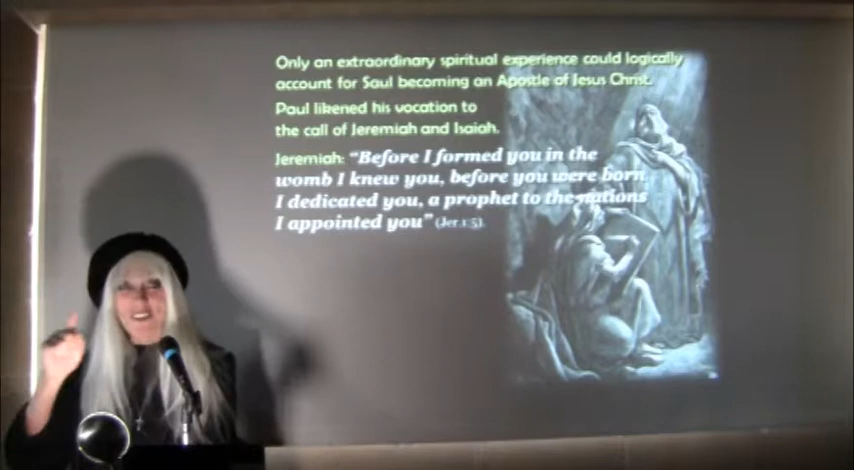 Only an extraordinary spiritual experience could logically
account for Saul becoming an Apostle of Jesus Christ.
Paul likened his vocation to
the call of Jeremiah and Isaiah.
Jeremiah: “Before I formed you in the
womb I knew you, before you were born
I dedicated you, a prophet to the nations
I appointed you” (Jer.1:5).